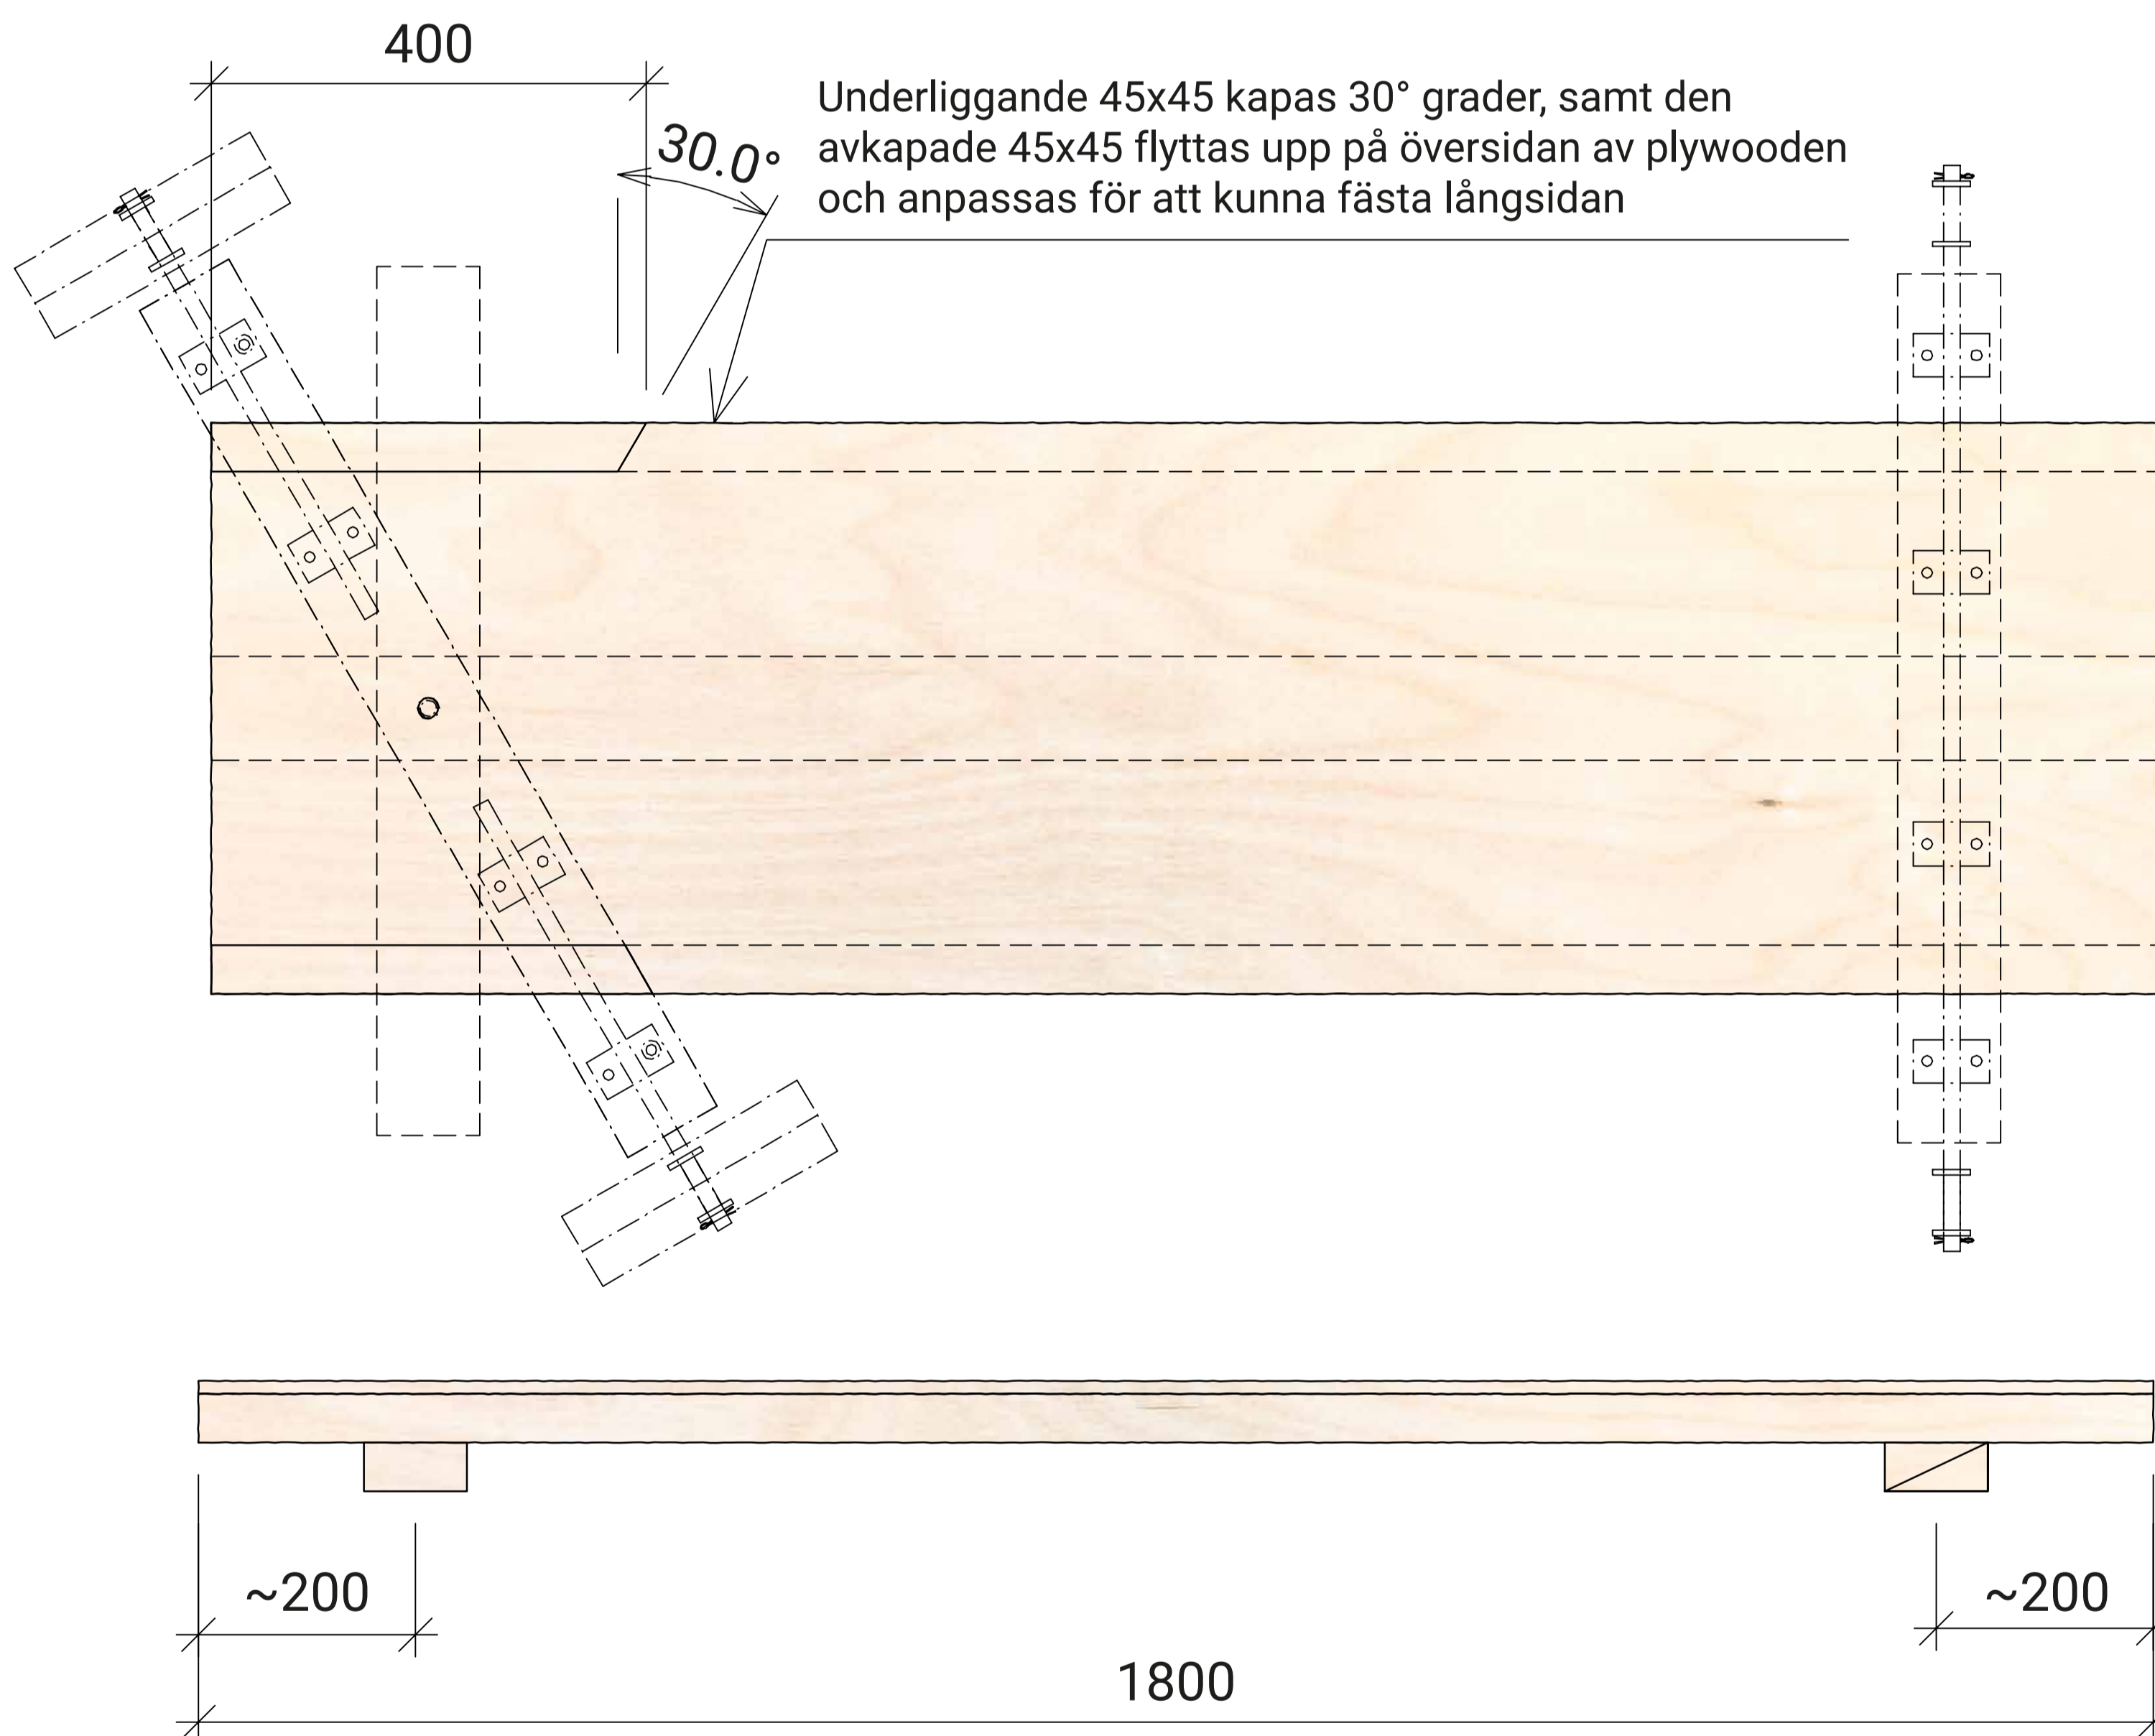 400
30.0°
Underliggande 45x45 kapas 30° grader, samt den
avkapade 45x45 flyttas upp på översidan av plywooden
och anpassas för att kunna fästa långsidan
~200
~200
1800